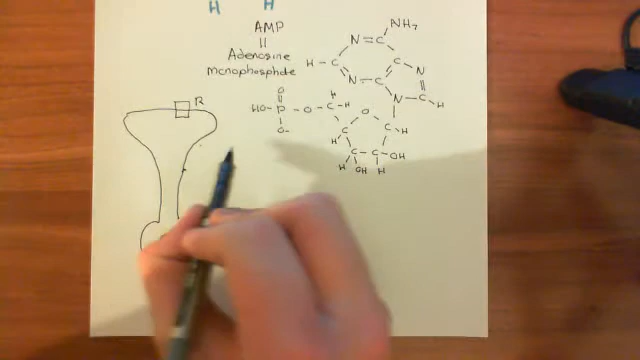 H H
AMP
=
Adenosine
monophosphate
NH2
N=C
H-C C N
N=C
N-C H
R
O
HO-P-O-C-H
H
O-
O
C C H
H
C-C-OH
H OH H